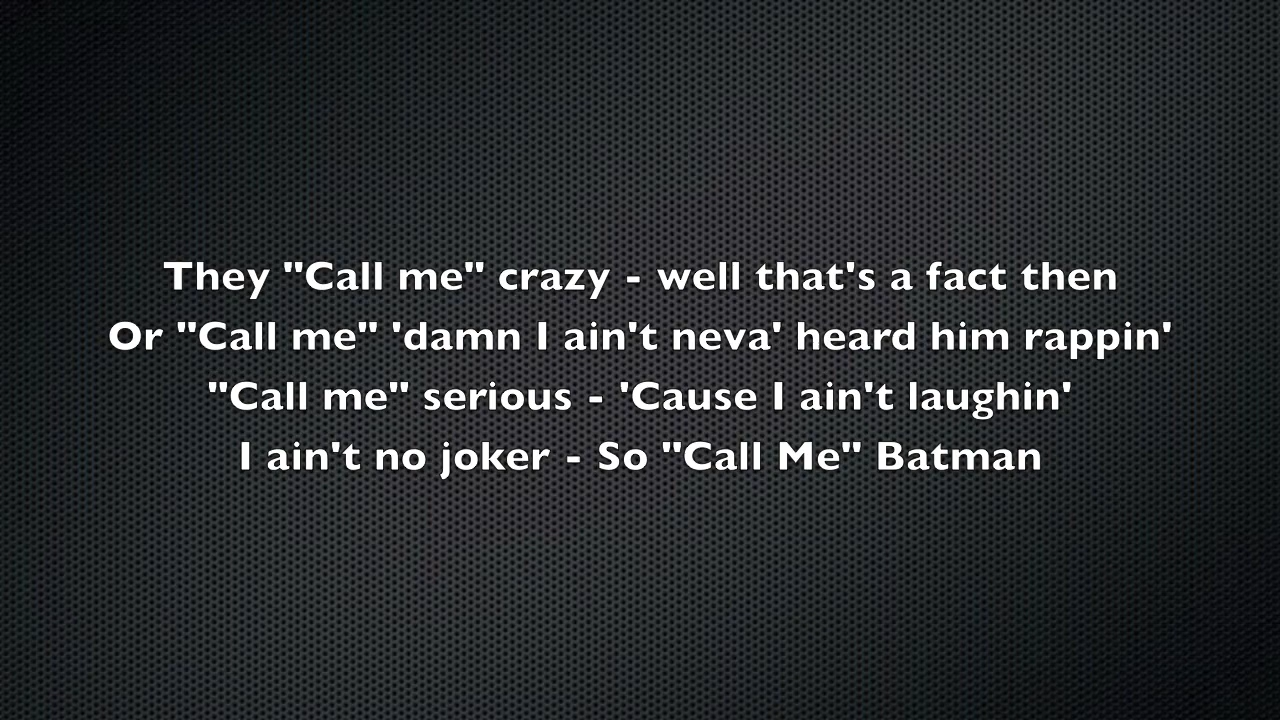 They "Call me" crazy - well that's a fact then
Or "Call me" 'damn I ain't neva' heard him rappin'
"Call me" serious - 'Cause I ain't laughin'
I ain't no joker - So "Call Me" Batman